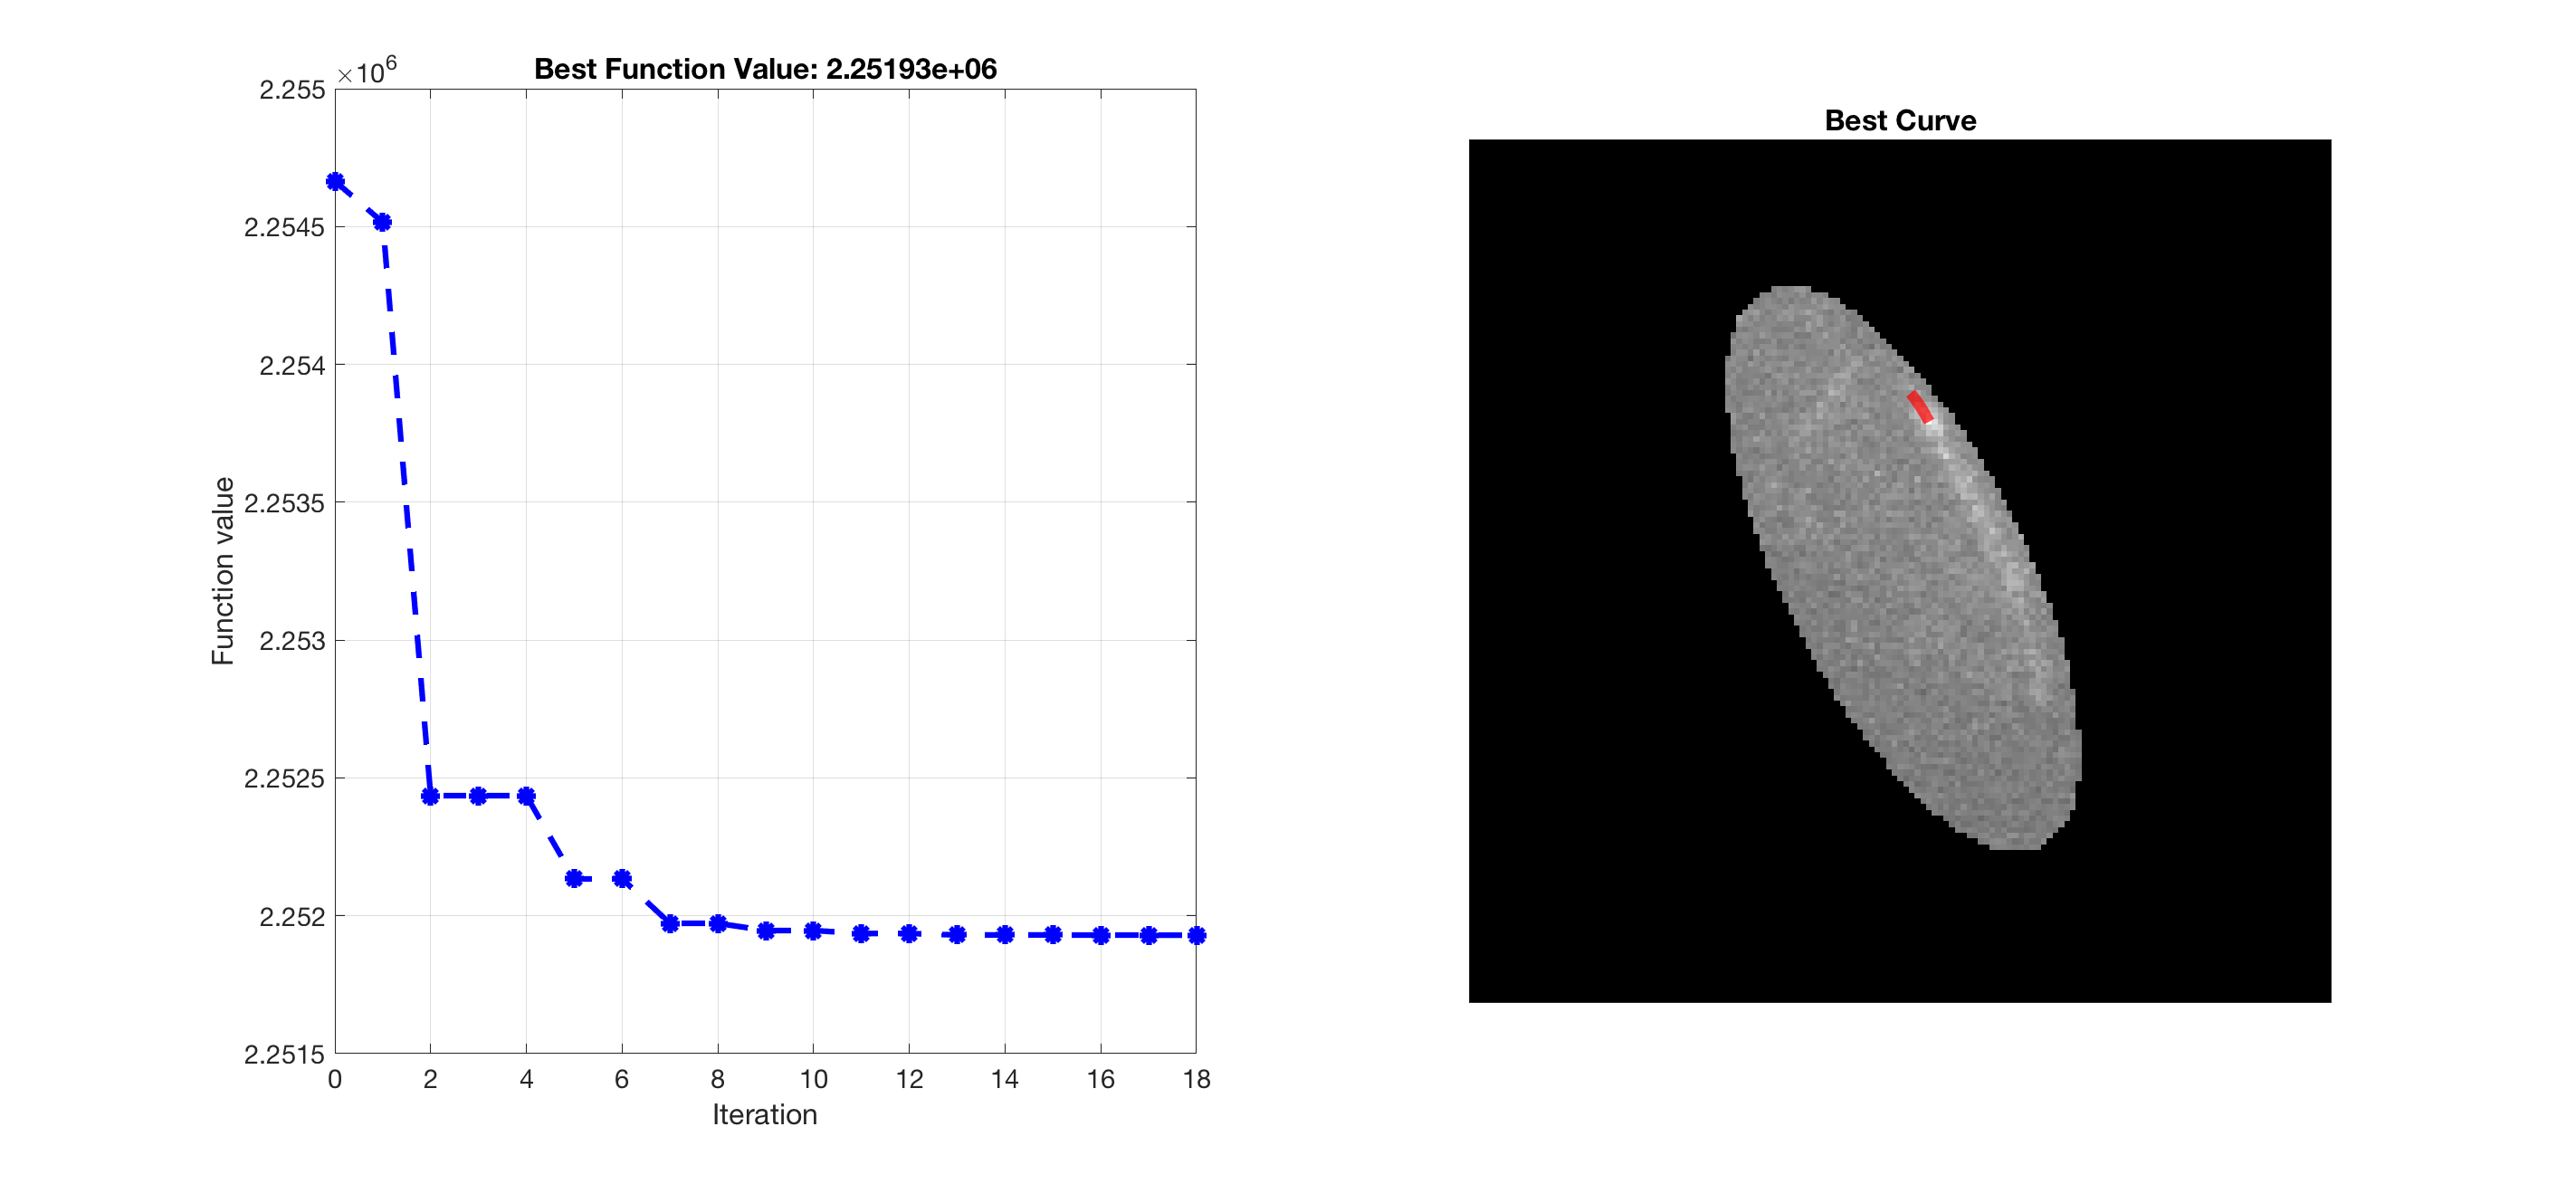 ×10^6
Best Function Value: 2.25193e+06
2.255
2.2545
2.254
2.2535
2.253
2.2525
2.252
2.2515
Function value
0 2 4 6 8 10 12 14 16 18
Iteration
Best Curve